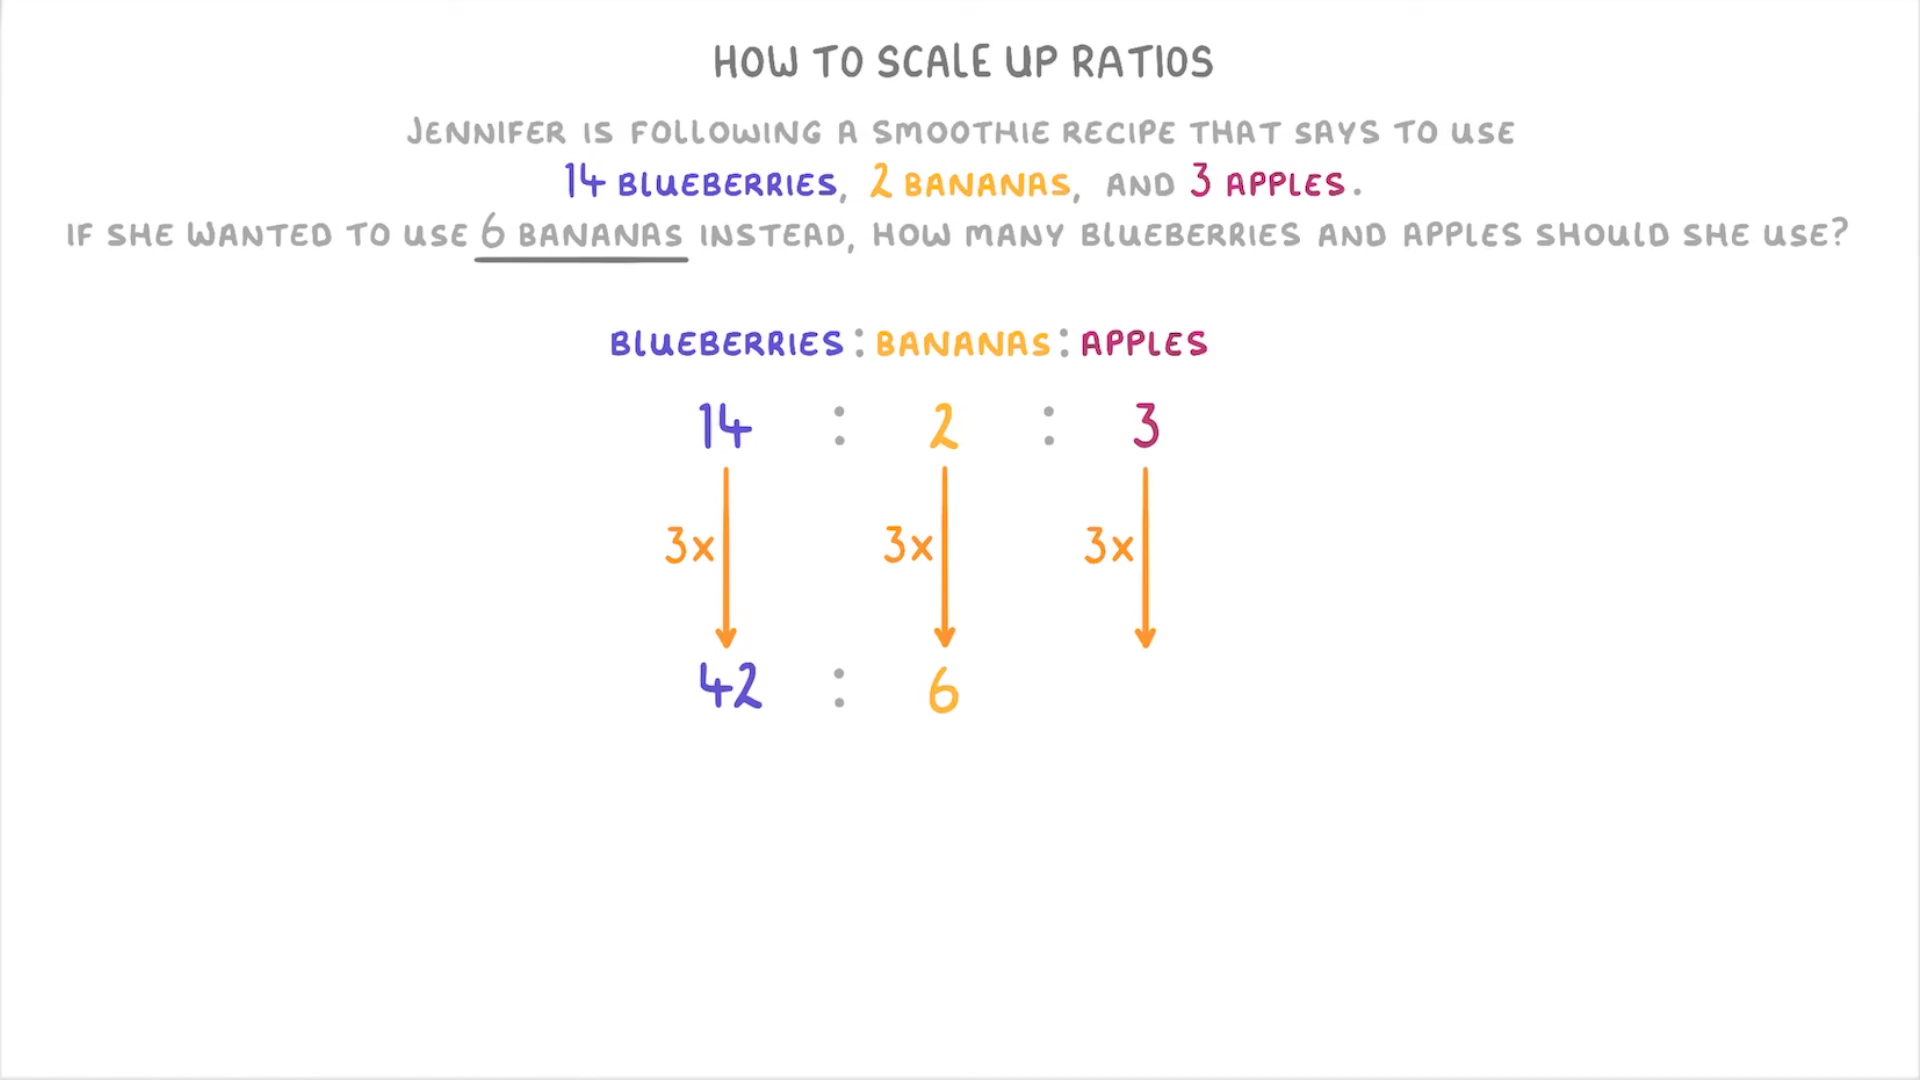 HOW TO SCALE UP RATIOS
JENNIFER IS FOLLOWING A SMOOTHIE RECIPE THAT SAYS TO USE
14 BLUEBERRIES, 2 BANANAS, AND 3 APPLES.
IF SHE WANTED TO USE 6 BANANAS INSTEAD, HOW MANY BLUEBERRIES AND APPLES SHOULD SHE USE?
BLUEBERRIES : BANANAS : APPLES
14 : 2 : 3
3x 3x 3x
42 : 6